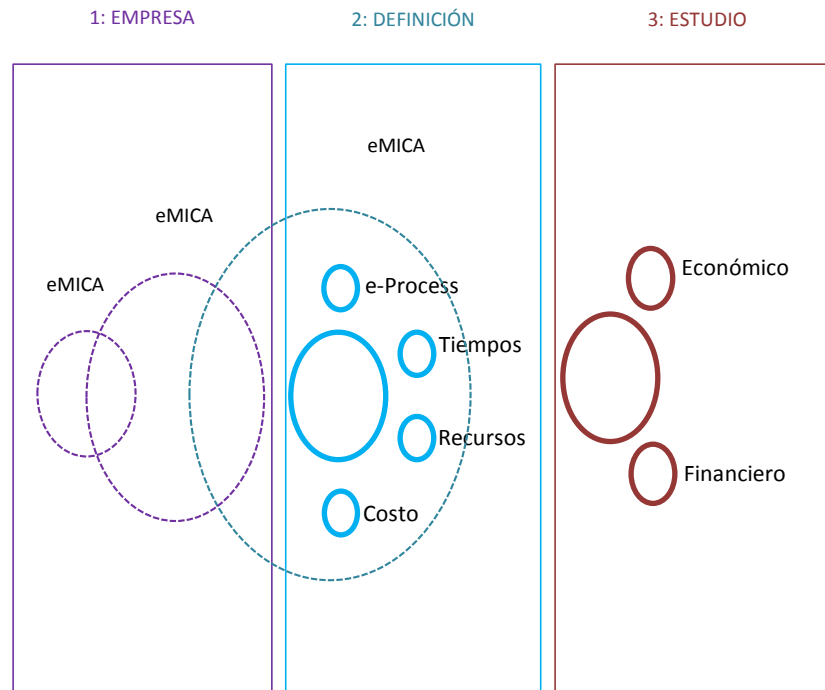 1: EMPRESA
2: DEFINICIÓN
3: ESTUDIO
eMICA
eMICA
eMICA
e-Process
Tiempos
Recursos
Costo
Económico
Financiero